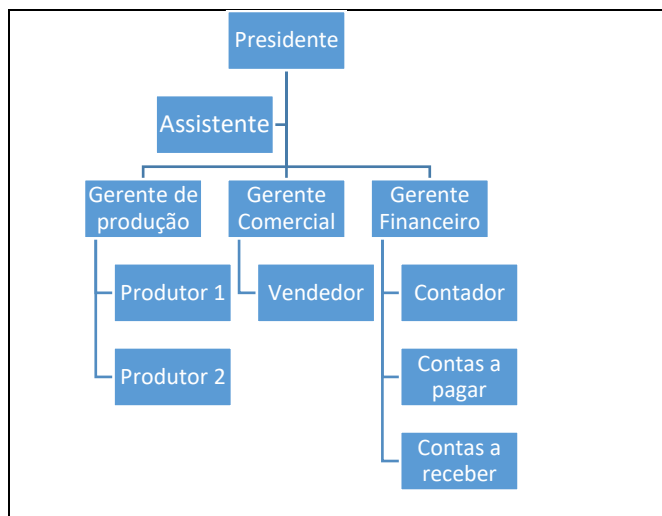 Presidente
Assistente
Gerente de
produção
Gerente
Comercial
Gerente
Financeiro
Produtor 1
Vendedor
Contador
Produtor 2
Contas a
pagar
Contas a
receber